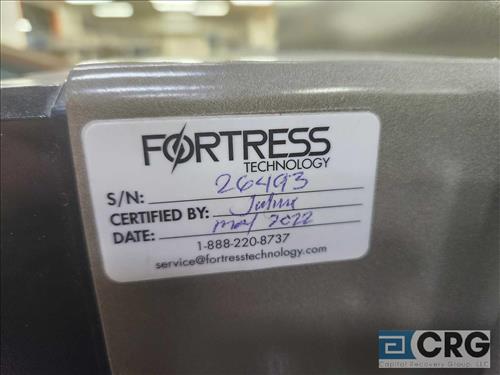 FORTRESS
TECHNOLOGY
S/N: 26493
CERTIFIED BY:
DATE: May 2022
1-888-220-8737
service@fortresstechnology.com
CRG
Capital Recovery Group, LLC